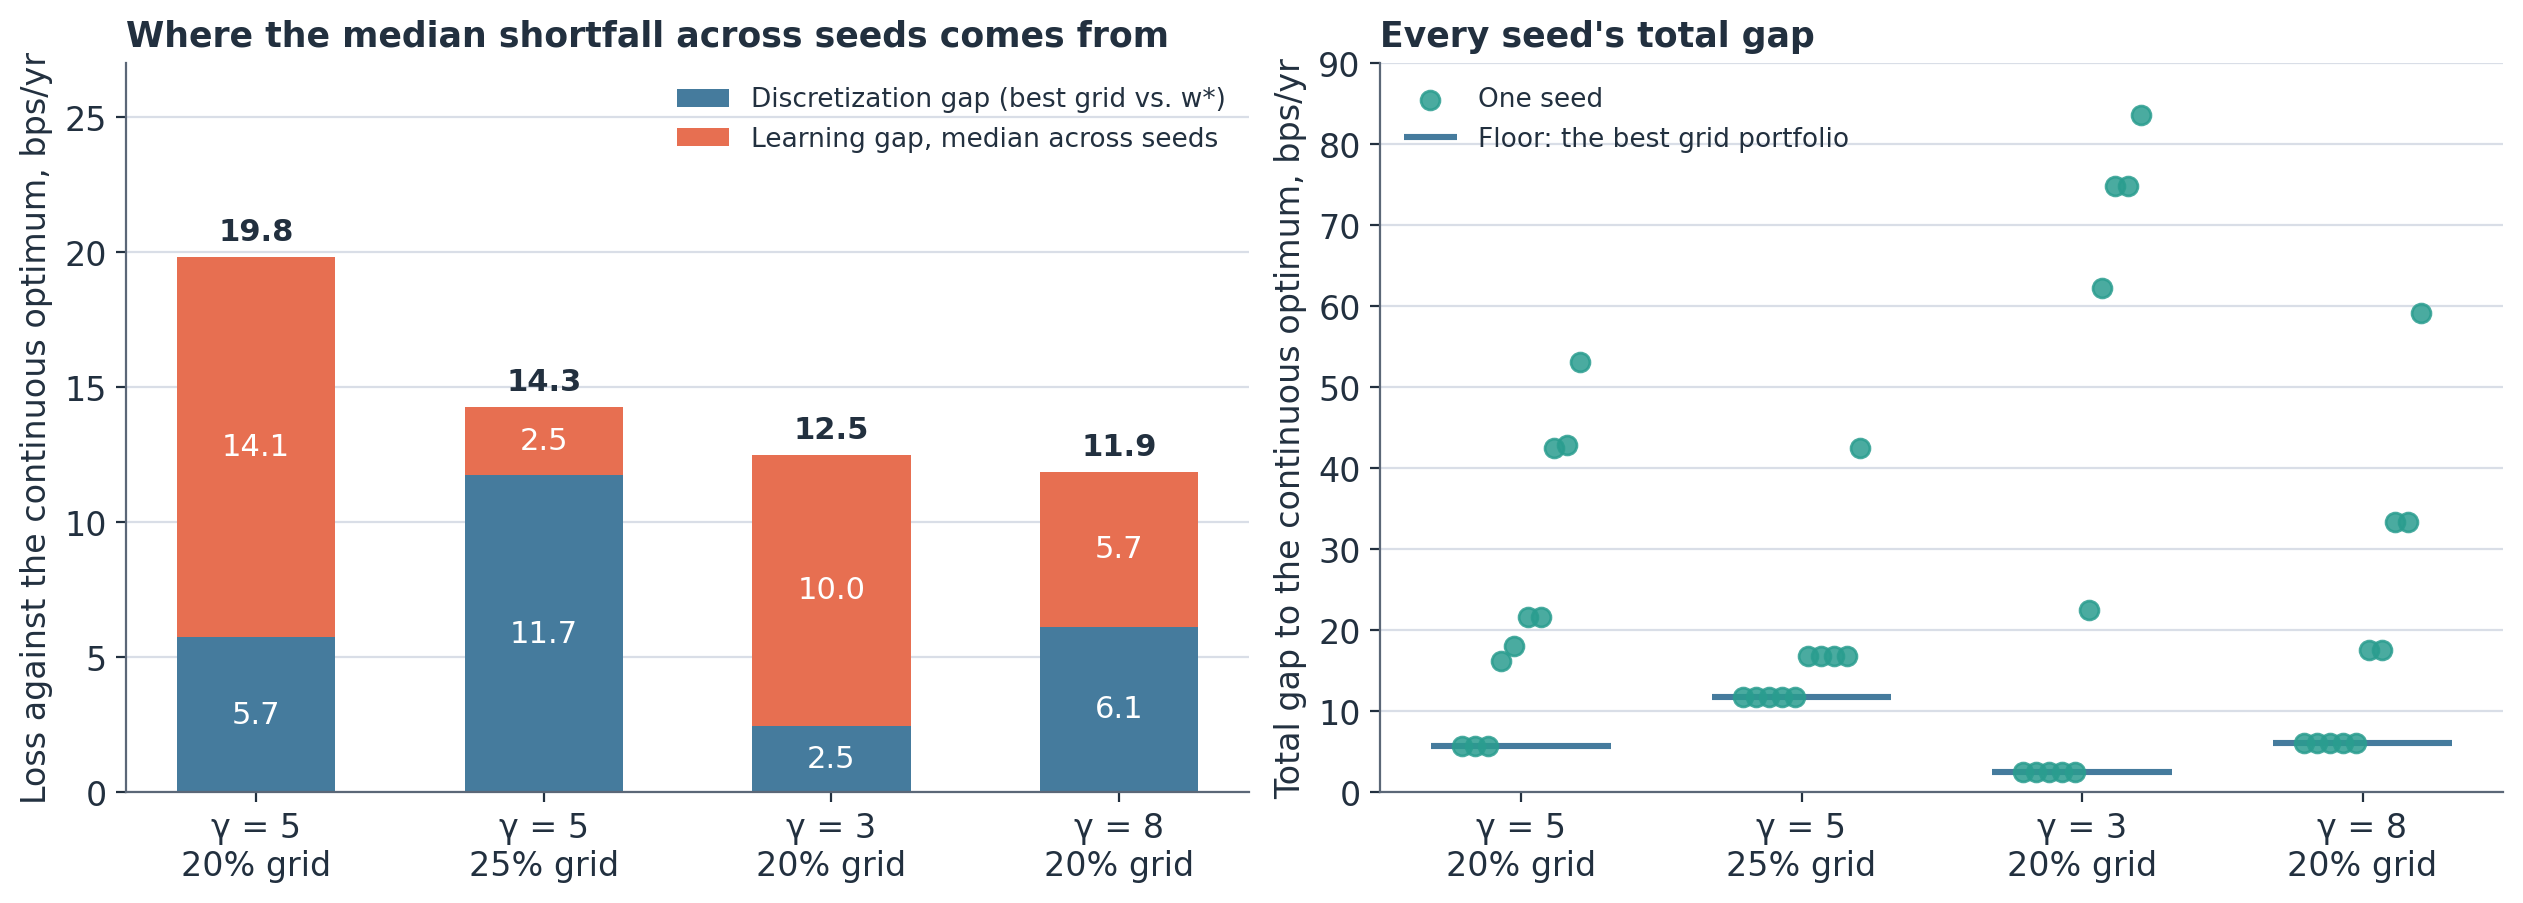 Where the median shortfall across seeds comes from
Loss against the continuous optimum, bps/yr
25
20
15
10
5
0
Discretization gap (best grid vs. w*)
Learning gap, median across seeds
19.8
14.1
5.7
14.3
2.5
11.7
12.5
10.0
2.5
11.9
5.7
6.1
γ = 5
20% grid
γ = 5
25% grid
γ = 3
20% grid
γ = 8
20% grid
Every seed's total gap
Total gap to the continuous optimum, bps/yr
90
80
70
60
50
40
30
20
10
0
One seed
Floor: the best grid portfolio
γ = 5
20% grid
γ = 5
25% grid
γ = 3
20% grid
γ = 8
20% grid